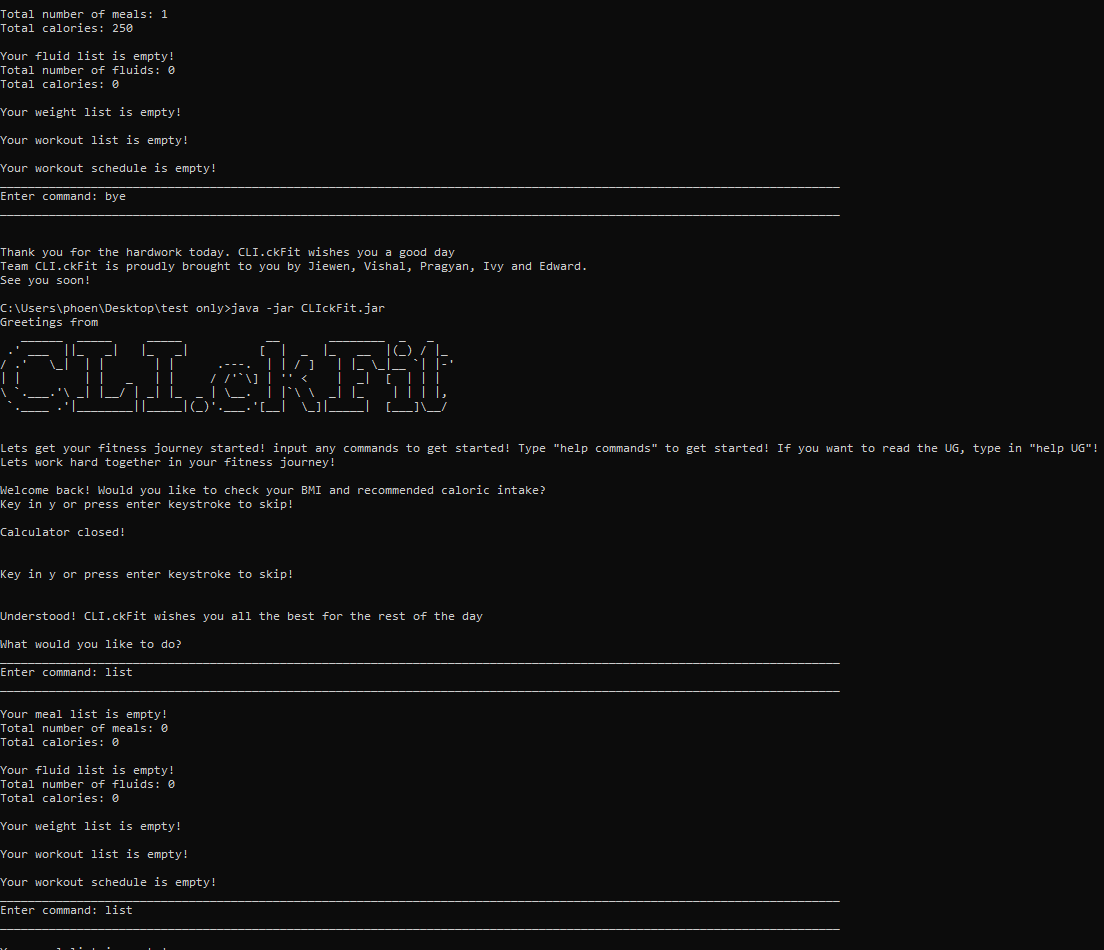 Total number of meals: 1
Total calories: 250
Your fluid list is empty!
Total number of fluids: 0
Total calories: 0
Your weight list is empty!
Your workout list is empty!
Your workout schedule is empty!
Enter command: bye
Thank you for the hardwork today. CLI.ckFit wishes you a good day
Team CLI.ckFit is proudly brought to you by Jiewen, Vishal, Pragyan, Ivy and Edward.
See you soon!
C:\Users\phoen\Desktop\test only>java -jar CLIckFit.jar
Greetings from
CLI.ckFit
Lets get your fitness journey started! input any commands to get started! Type "help commands" to get started! If you want to read the UG, type in "help UG"!
Lets work hard together in your fitness journey!
Welcome back! Would you like to check your BMI and recommended caloric intake?
Key in y or press enter keystroke to skip!
Calculator closed!
Key in y or press enter keystroke to skip!
Understood! CLI.ckFit wishes you all the best for the rest of the day
What would you like to do?
Enter command: list
Your meal list is empty!
Total number of meals: 0
Total calories: 0
Your fluid list is empty!
Total number of fluids: 0
Total calories: 0
Your weight list is empty!
Your workout list is empty!
Your workout schedule is empty!
Enter command: list